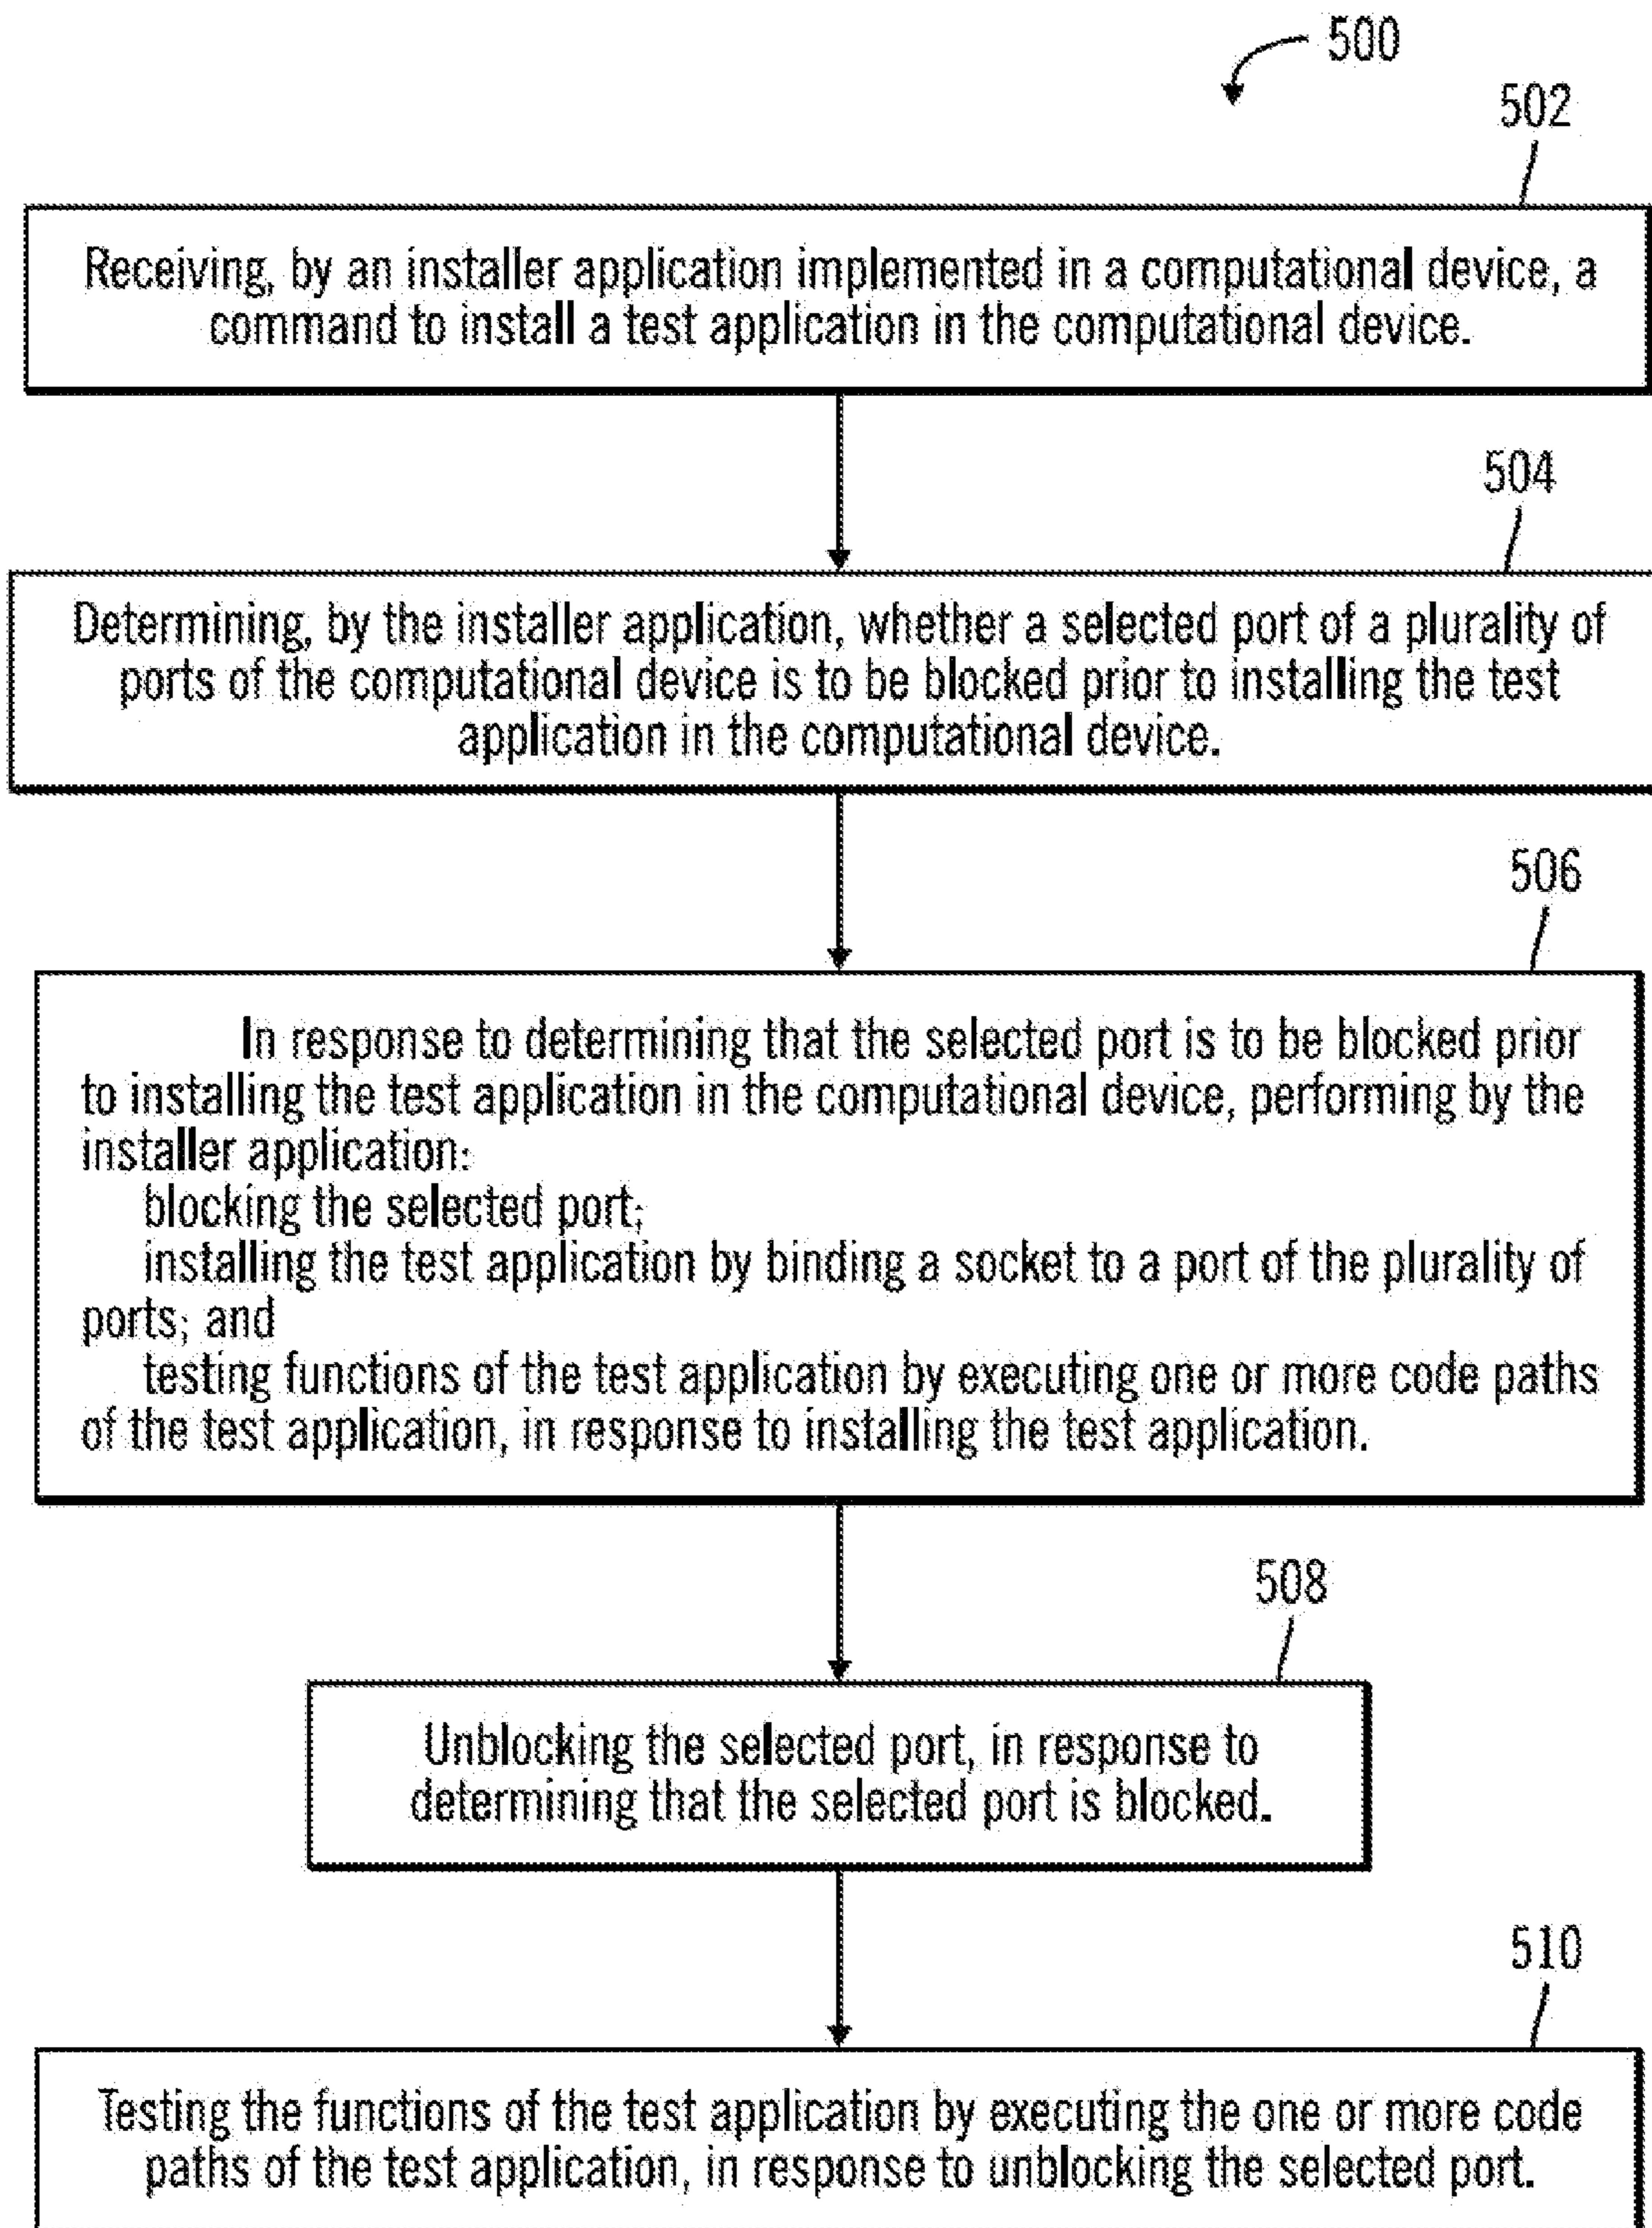 500
502
Receiving, by an installer application implemented in a computational device, a
command to install a test application in the computational device.
504
Determining, by the installer application, whether a selected port of a plurality of
ports of the computational device is to be blocked prior to installing the test
application in the computational device.
506
In response to determining that the selected port is to be blocked prior
to installing the test application in the computational device, performing by the
installer application:
blocking the selected port;
installing the test application by binding a socket to a port of the plurality of
ports; and
testing functions of the test application by executing one or more code paths
of the test application, in response to installing the test application.
508
Unblocking the selected port, in response to
determining that the selected port is blocked.
510
Testing the functions of the test application by executing the one or more code
paths of the test application, in response to unblocking the selected port.